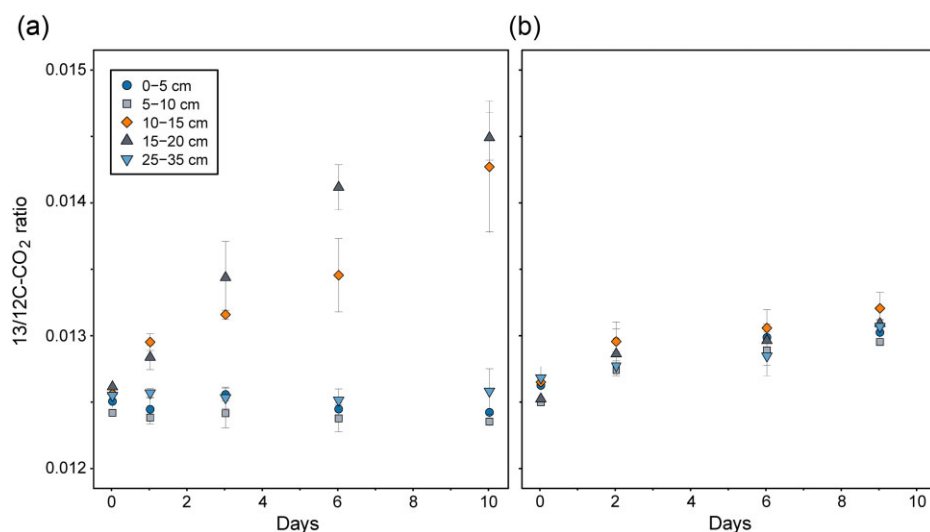 (a)
(b)
0.015
0.014
0.013
0.012
13/12C-CO₂ ratio
0–5 cm
5–10 cm
10–15 cm
15–20 cm
25–35 cm
0 2 4 6 8 10
Days
0 2 4 6 8 10
Days